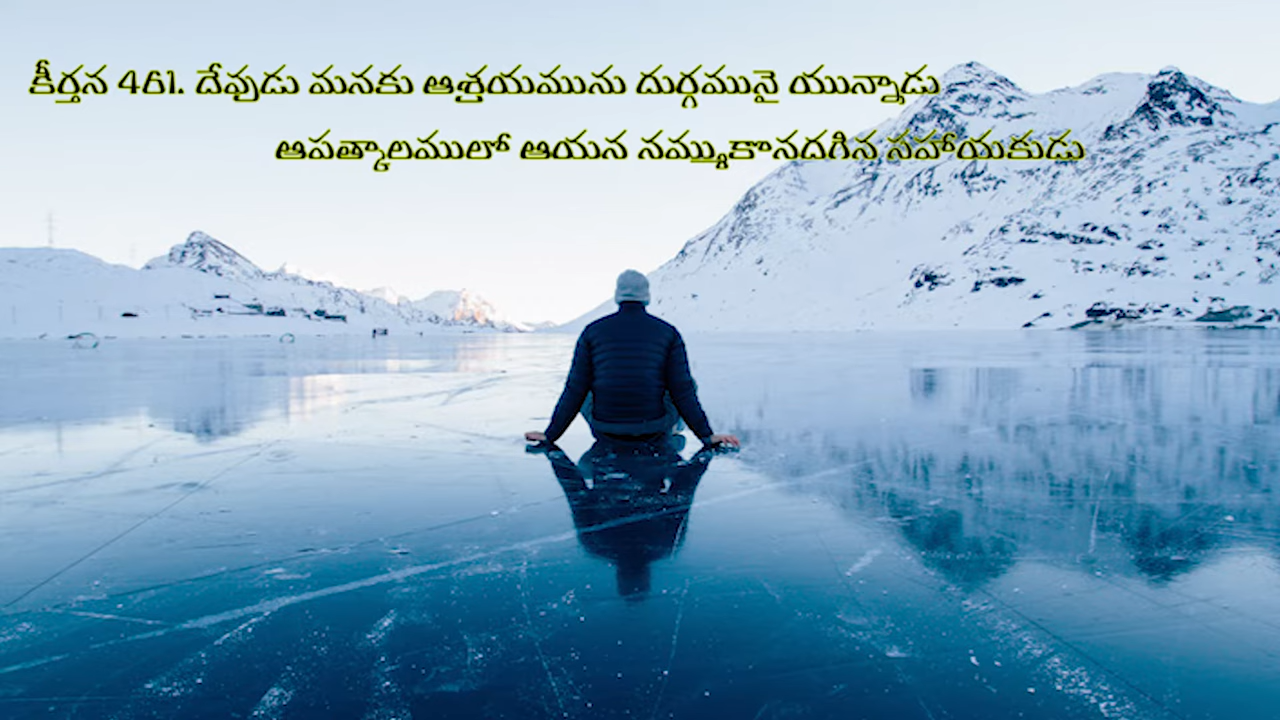 కీర్తన 461. దేవుడు మనకు ఆశ్రయమును దుర్గమునై యున్నాడు
ఆపత్కాలములో ఆయన నమ్ముకొనదగిన సహాయకుడు